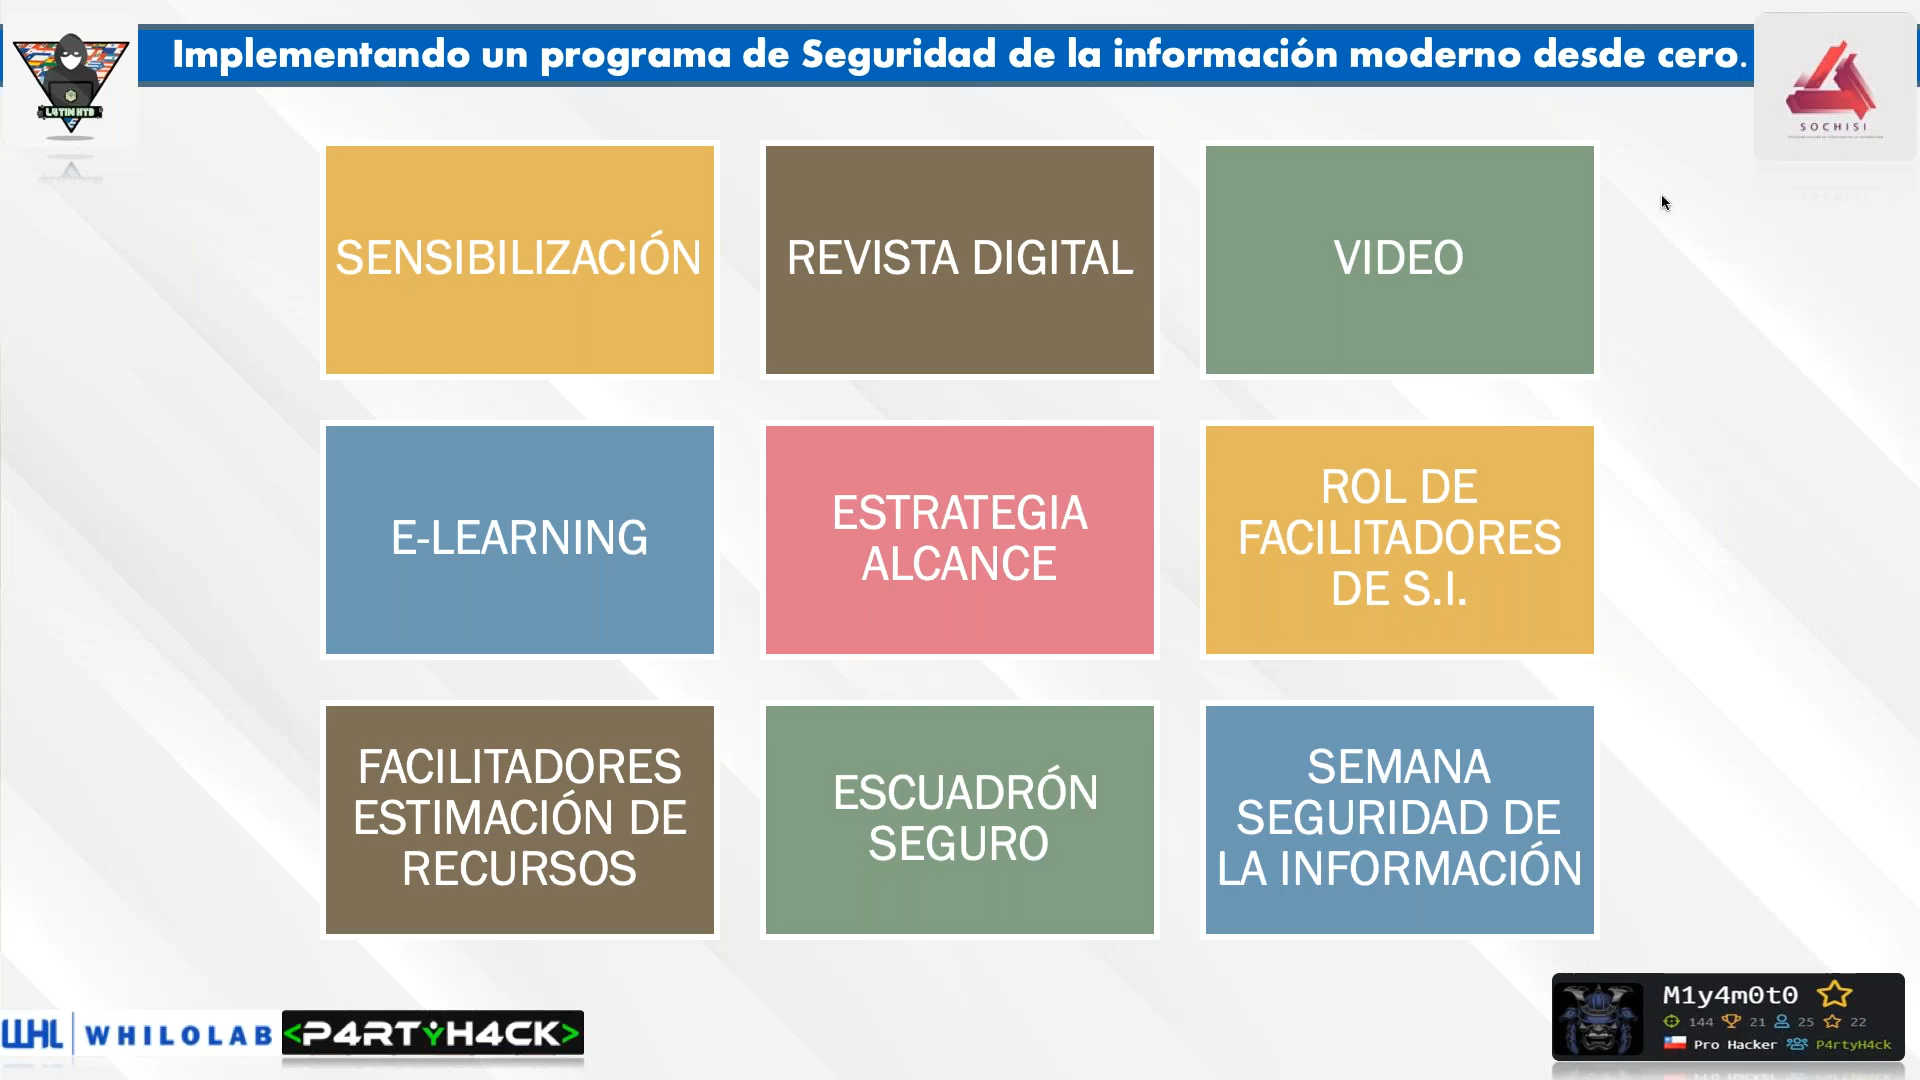 Implementando un programa de Seguridad de la información moderno desde cero.
LATIN HTB
SOCHISI
SENSIBILIZACIÓN
REVISTA DIGITAL
VIDEO
E-LEARNING
ESTRATEGIA
ALCANCE
ROL DE
FACILITADORES
DE S.I.
FACILITADORES
ESTIMACIÓN DE
RECURSOS
ESCUADRÓN
SEGURO
SEMANA
SEGURIDAD DE
LA INFORMACIÓN
WHL WHILOLAB
<P4RTYH4CK>
M1y4m0t0
144 21 25 22
Pro Hacker P4rtyH4ck